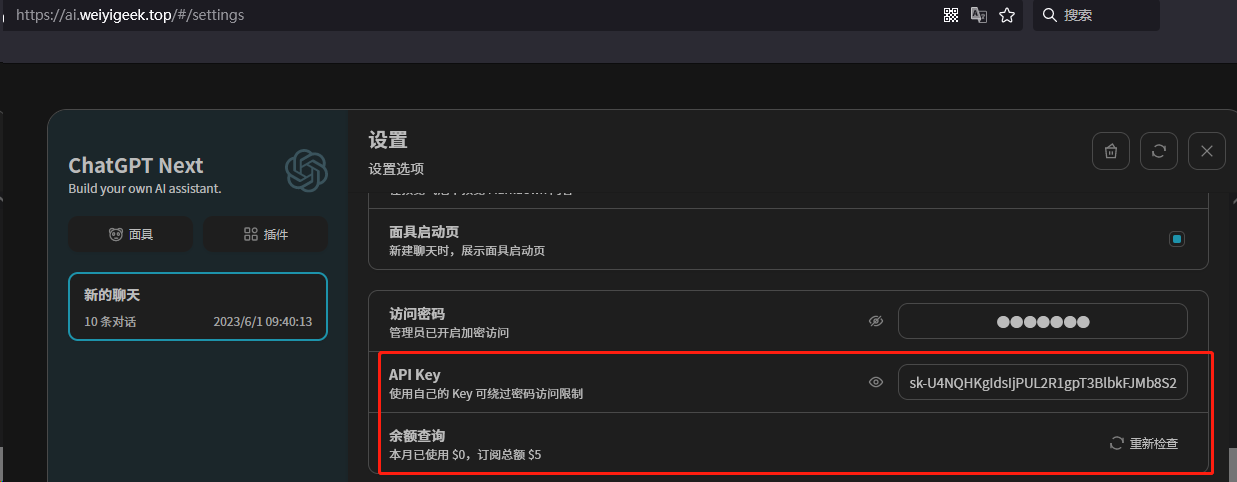 https://ai.weiyigeek.top/#/settings
搜索
ChatGPT Next
Build your own AI assistant.
面具
插件
新的聊天
10 条对话
2023/6/1 09:40:13
设置
设置选项
面具启动页
新建聊天时，展示面具启动页
访问密码
管理员已开启加密访问
API Key
使用自己的 Key 可绕过密码访问限制
sk-U4NQHKgIdsIjPUL2R1gpT3BlbkFJMb8S2
余额查询
本月已使用 $0，订阅总额 $5
重新检查